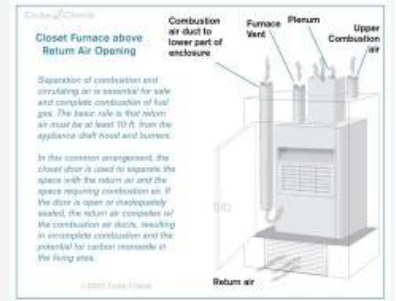 Code Check
Closet Furnace above
Return Air Opening
Separation of combustion and
circulating air is essential for safe
and complete combustion of fuel
gas. The basic rule is that return
air must be at least 10 ft. from the
appliance draft hood and burners.
In this common arrangement, the
closet door is used to separate the
space with the return air and the
space requiring combustion air. If
the door is open or inadequately
sealed, the return air competes w/
the combustion air ducts, resulting
in incomplete combustion and the
potential for carbon monoxide in
the living area.
Combustion
air duct to
lower part of
enclosure
Furnace
Vent
Plenum
Upper
Combustion
air
Return air
Code Check